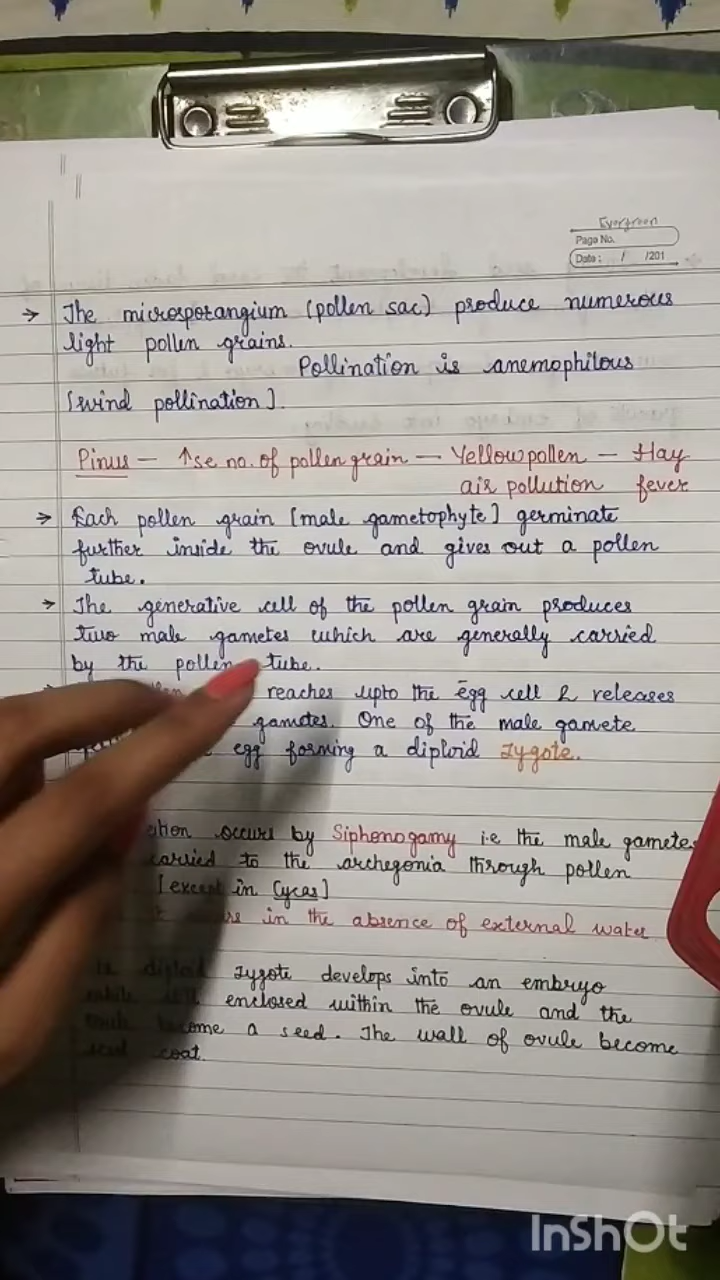 Evergreen
Page No.
Date : / /201
→ The microsporangium (pollen sac) produce numerous
light pollen grains.
Pollination is anemophilous
[wind pollination].
Pinus — ↑se no. of pollen grain — Yellow pollen — Hay
air pollution fever
→ Each pollen grain [male gametophyte] germinate
further inside the ovule and gives out a pollen
tube.
→ The generative cell of the pollen grain produces
two male gametes which are generally carried
by the pollen tube.
reaches upto the egg cell & releases
gametes. One of the male gamete
egg forming a diploid zygote.
occurs by Siphonogamy i.e the male gametes
carried to the archegonia through pollen
[except in Cycas]
in the absence of external water
diploid zygote develops into an embryo
enclosed within the ovule and the
become a seed. The wall of ovule become
seed coat.
InShOt